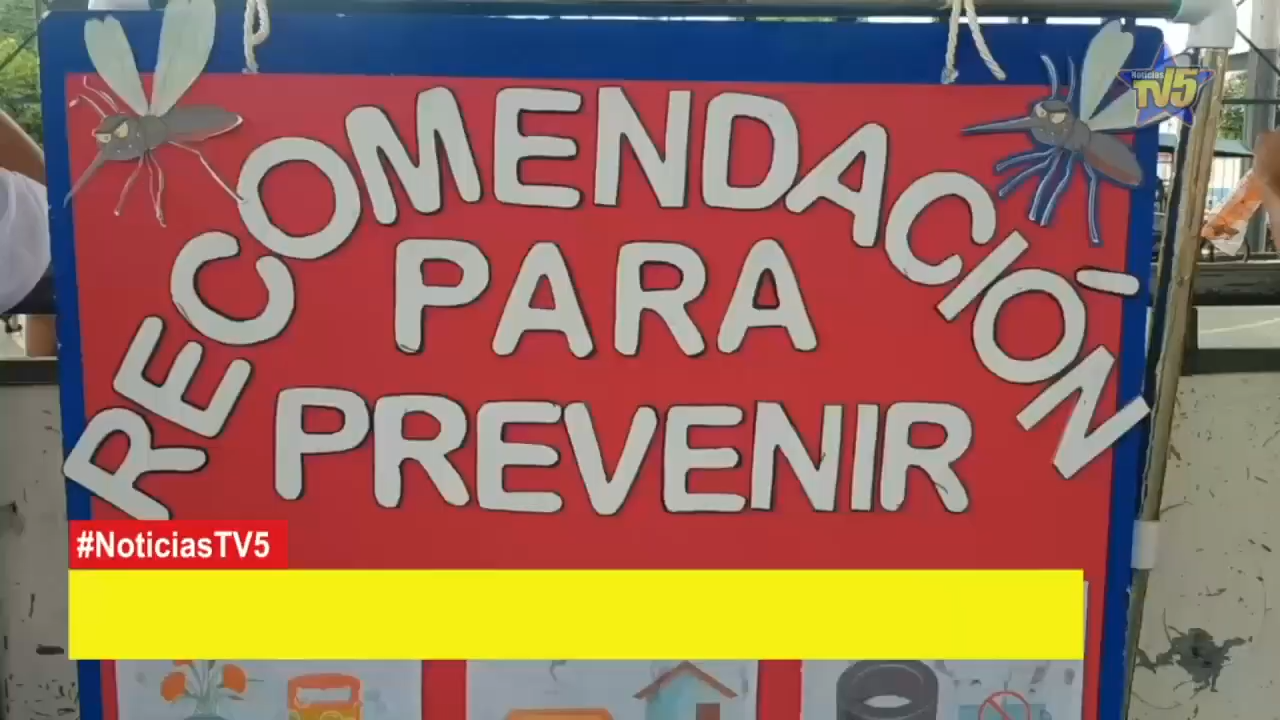 Noticias
TV5
RECOMENDACIÓN
PARA
PREVENIR
#NoticiasTV5